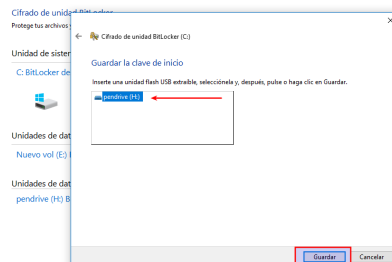 Cifrado de unidad BitLocker
Protege tus archivos
Unidad de sister
C: BitLocker de
Unidades de dat
Nuevo vol (E:)
Unidades de dat
pendrive (H:) B
Cifrado de unidad BitLocker (C:)
Guardar la clave de inicio
Inserte una unidad flash USB extraíble, selecciónela y, después, pulse o haga clic en Guardar.
pendrive (H:)
Guardar
Cancelar